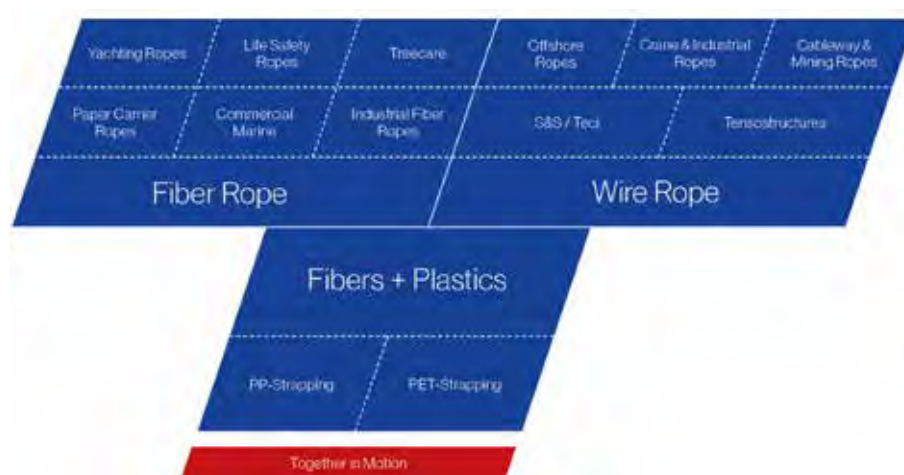 Yachting Ropes
Life Safety
Ropes
Treecare
Offshore
Ropes
Crane & Industrial
Ropes
Cableway &
Mining Ropes
Paper Carrier
Ropes
Commercial
Marine
Industrial Fiber
Ropes
S&S / Teci
Tensostructures
Fiber Rope
Wire Rope
Fibers + Plastics
PP-Strapping
PET-Strapping
Together in Motion